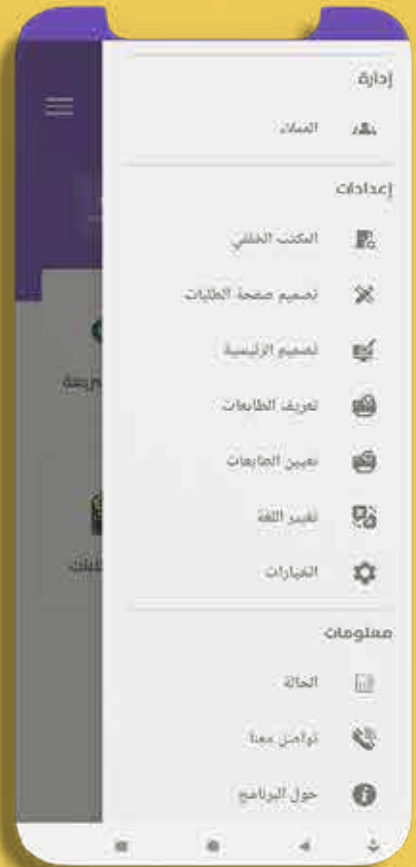 إدارة
العملاء
إعدادات
المكتب الخلفي
تصميم صفحة الطلبات
تصميم الرئيسية
تعريف الطابعات
تعيين الطابعات
تغيير اللغة
الخيارات
معلومات
الحالة
تواصل معنا
حول البرنامج